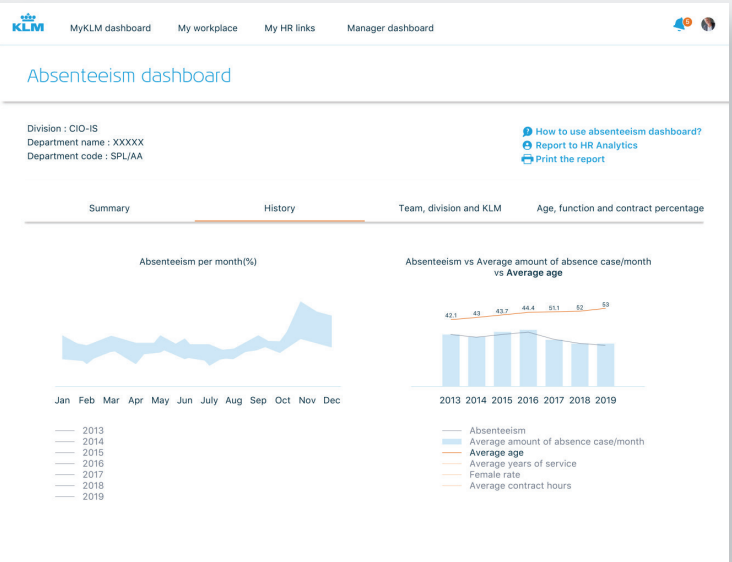 KLM
MyKLM dashboard
My workplace
My HR links
Manager dashboard
6
Absenteeism dashboard
Division : CIO-IS
Department name : XXXXX
Department code : SPL/AA
? How to use absenteeism dashboard?
Report to HR Analytics
Print the report
Summary
History
Team, division and KLM
Age, function and contract percentage
Absenteeism per month(%)
Jan Feb Mar Apr May Jun July Aug Sep Oct Nov Dec
2013
2014
2015
2016
2017
2018
2019
Absenteeism vs Average amount of absence case/month
vs Average age
42.1 43 43.7 44.4 51.1 52 53
2013 2014 2015 2016 2017 2018 2019
Absenteeism
Average amount of absence case/month
Average age
Average years of service
Female rate
Average contract hours